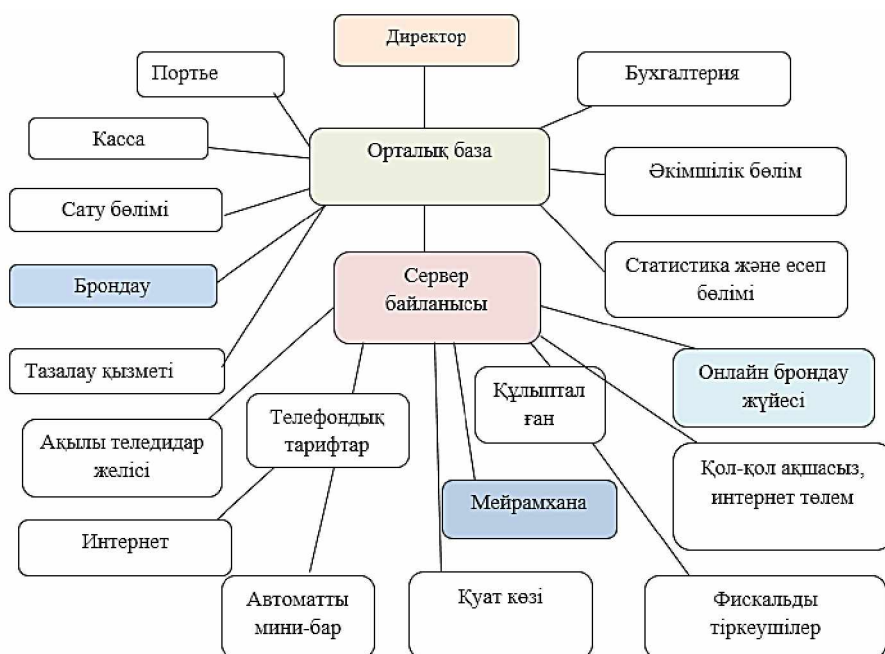 Директор
Портье
Бухгалтерия
Касса
Орталық база
Әкімшілік бөлім
Сату бөлімі
Статистика және есеп
бөлімі
Брондау
Сервер
байланысы
Тазалау қызметі
Онлайн брондау
жүйесі
Құлыптал
ған
Телефондық
тарифтар
Ақылы теледидар
желісі
Қол-қол ақшасыз,
интернет төлем
Мейрамхана
Интернет
Автоматты
мини-бар
Қуат көзі
Фискальды
тіркеушілер